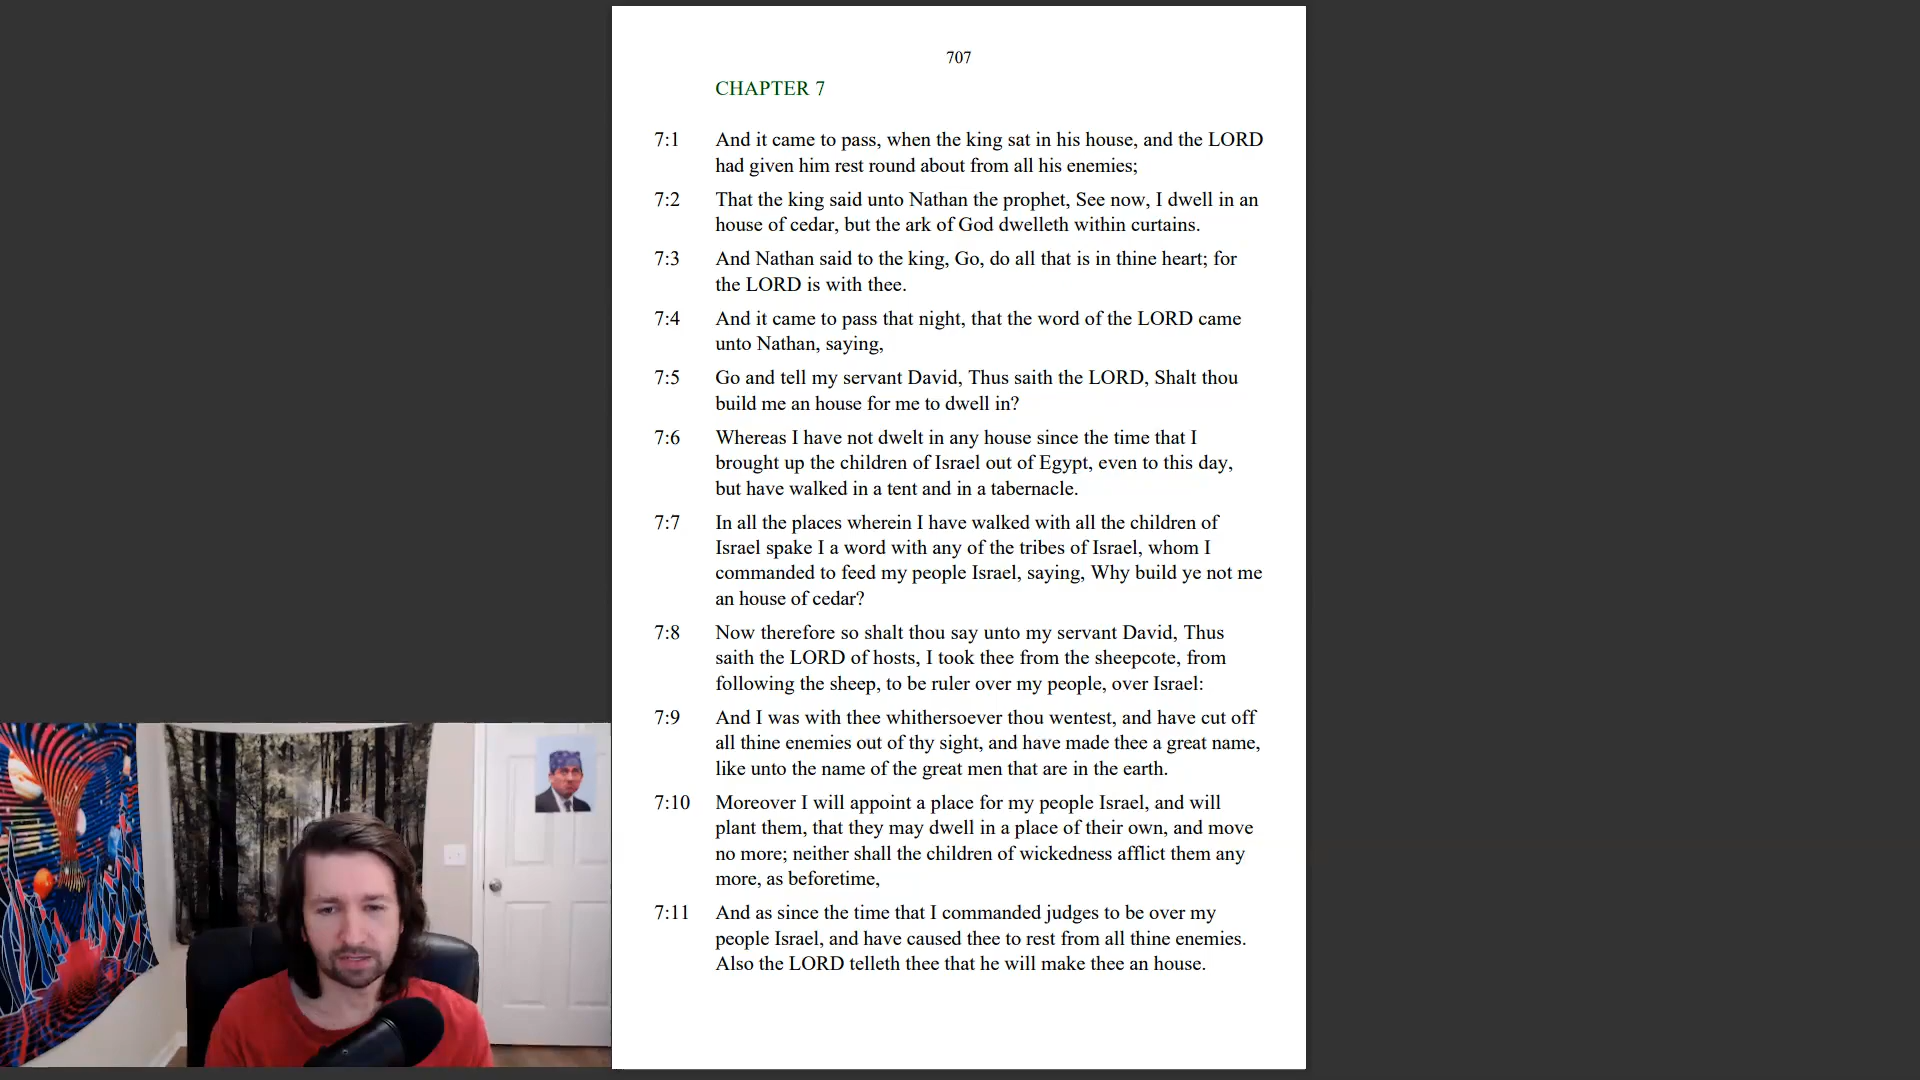 707
CHAPTER 7
7:1 And it came to pass, when the king sat in his house, and the LORD
had given him rest round about from all his enemies;
7:2 That the king said unto Nathan the prophet, See now, I dwell in an
house of cedar, but the ark of God dwelleth within curtains.
7:3 And Nathan said to the king, Go, do all that is in thine heart; for
the LORD is with thee.
7:4 And it came to pass that night, that the word of the LORD came
unto Nathan, saying,
7:5 Go and tell my servant David, Thus saith the LORD, Shalt thou
build me an house for me to dwell in?
7:6 Whereas I have not dwelt in any house since the time that I
brought up the children of Israel out of Egypt, even to this day,
but have walked in a tent and in a tabernacle.
7:7 In all the places wherein I have walked with all the children of
Israel spake I a word with any of the tribes of Israel, whom I
commanded to feed my people Israel, saying, Why build ye not me
an house of cedar?
7:8 Now therefore so shalt thou say unto my servant David, Thus
saith the LORD of hosts, I took thee from the sheepcote, from
following the sheep, to be ruler over my people, over Israel:
7:9 And I was with thee whithersoever thou wentest, and have cut off
all thine enemies out of thy sight, and have made thee a great name,
like unto the name of the great men that are in the earth.
7:10 Moreover I will appoint a place for my people Israel, and will
plant them, that they may dwell in a place of their own, and move
no more; neither shall the children of wickedness afflict them any
more, as beforetime,
7:11 And as since the time that I commanded judges to be over my
people Israel, and have caused thee to rest from all thine enemies.
Also the LORD telleth thee that he will make thee an house.